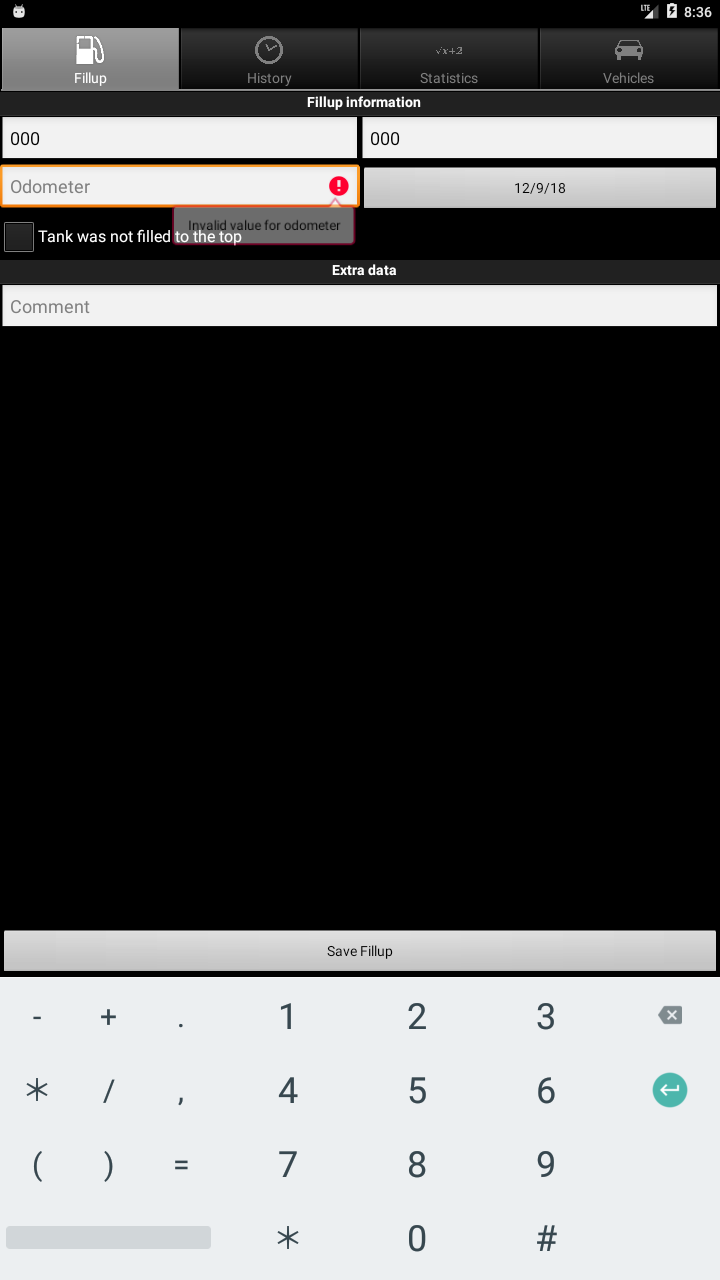 LTE 8:36
Fillup
√x+2
History
Statistics
Vehicles
Fillup information
000
000
Odometer
12/9/18
Invalid value for odometer
Tank was not filled to the top
Extra data
Comment
Save Fillup
- + . 1 2 3
* / , 4 5 6
( ) = 7 8 9
* 0 #